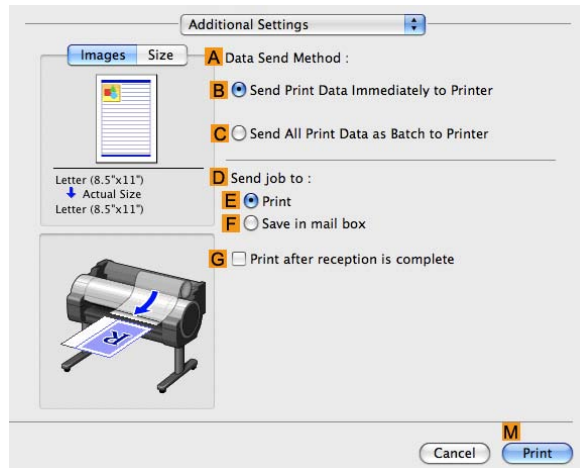 Additional Settings
Images Size
A Data Send Method :
B Send Print Data Immediately to Printer
C Send All Print Data as Batch to Printer
Letter (8.5"x11")
Actual Size
Letter (8.5"x11")
D Send job to :
E Print
F Save in mail box
G Print after reception is complete
R
M
Cancel Print